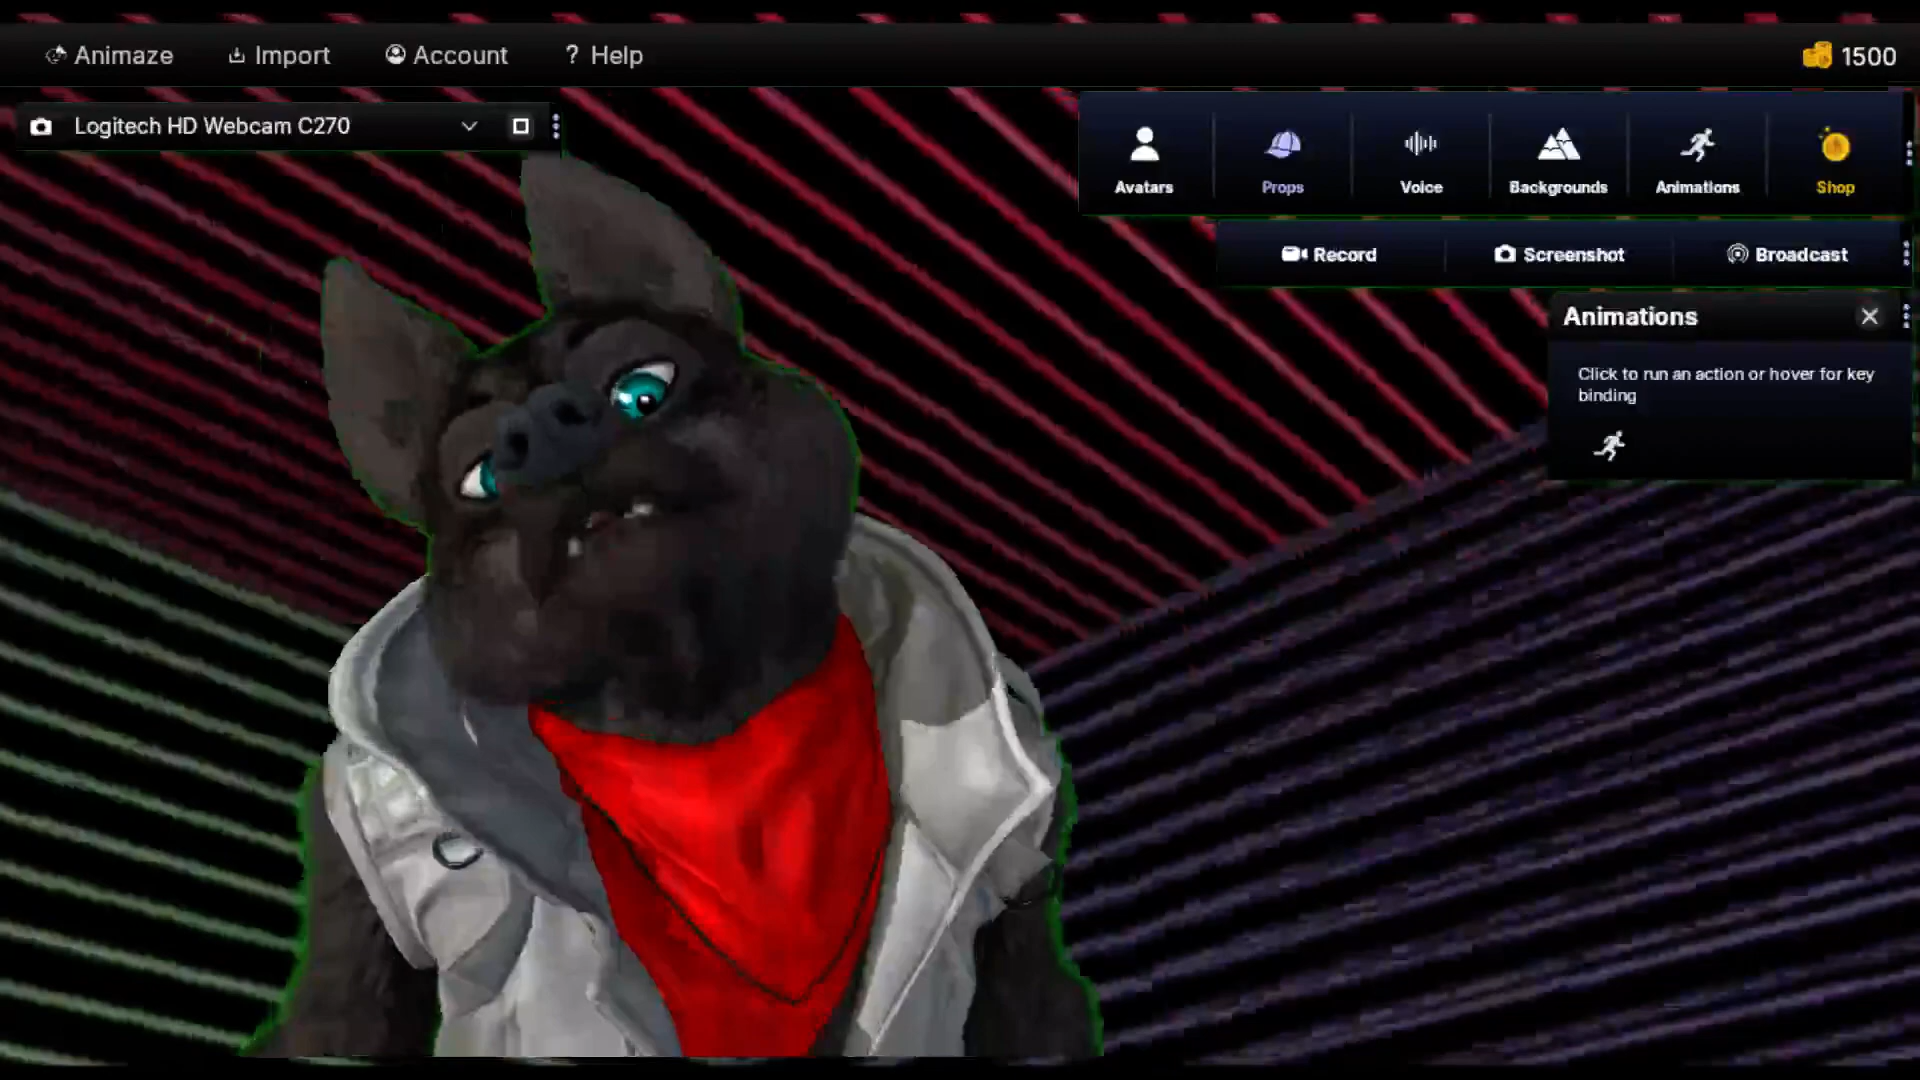 Animaze Import Account ? Help 1500
Logitech HD Webcam C270
Avatars Props Voice Backgrounds Animations Shop
Record Screenshot Broadcast
Animations
Click to run an action or hover for key
binding